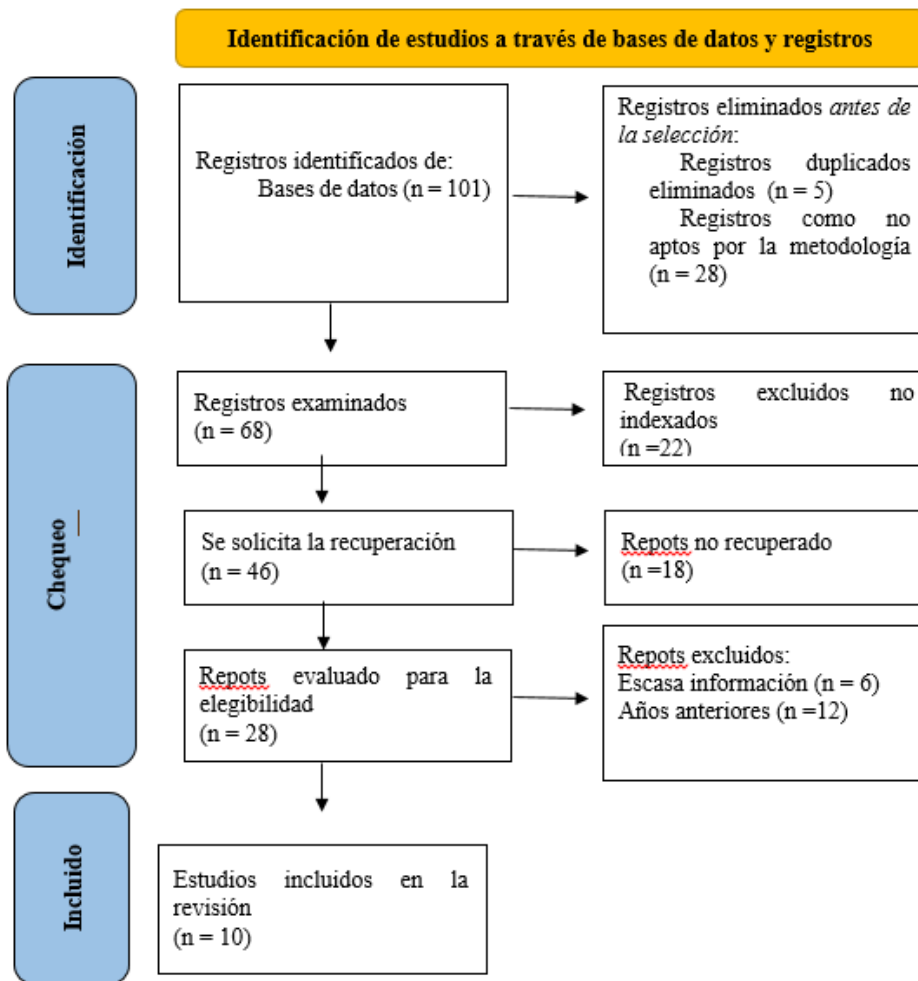 Identificación de estudios a través de bases de datos y registros
Identificación
Registros identificados de:
Bases de datos (n = 101)
Registros eliminados antes de
la selección:
Registros duplicados
eliminados (n = 5)
Registros como no
aptos por la metodología
(n = 28)
Chequeo
Registros examinados
(n = 68)
Registros excluidos no
indexados
(n =22)
Se solicita la recuperación
(n = 46)
Repots no recuperado
(n =18)
Repots evaluado para la
elegibilidad
(n = 28)
Repots excluidos:
Escasa información (n = 6)
Años anteriores (n =12)
Incluido
Estudios incluidos en la
revisión
(n = 10)